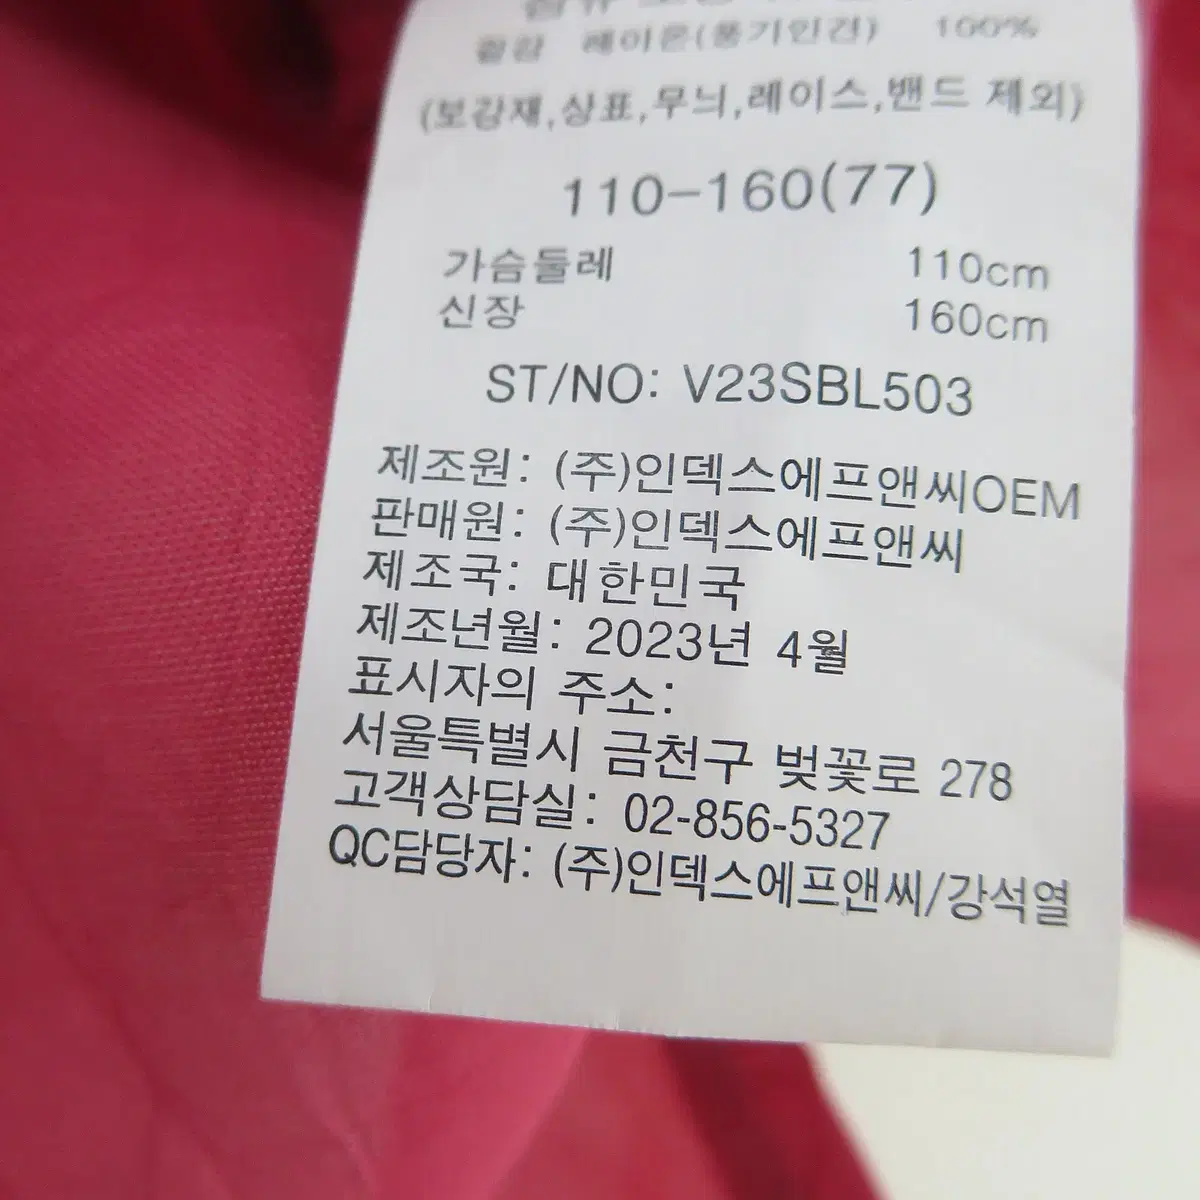 겉감 레이온(풍기인견) 100%
(보강재,상표,무늬,레이스,밴드 제외)
110-160(77)
가슴둘레 110cm
신장 160cm
ST/NO: V23SBL503
제조원: (주)인덱스에프앤씨OEM
판매원: (주)인덱스에프앤씨
제조국: 대한민국
제조년월: 2023년 4월
표시자의 주소:
서울특별시 금천구 벚꽃로 278
고객상담실: 02-856-5327
QC담당자: (주)인덱스에프앤씨/강석열